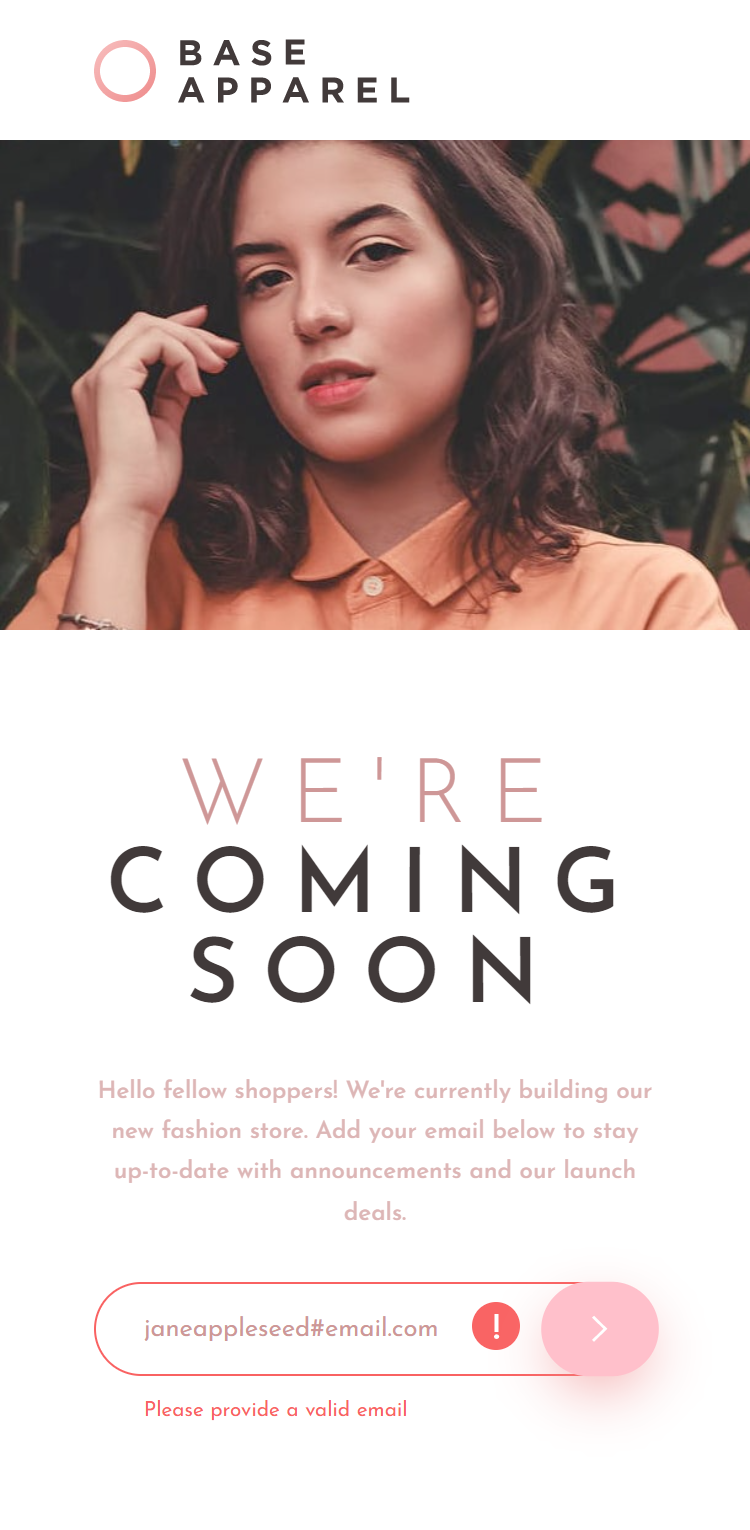 BASE
APPAREL
WE'RE
COMING
SOON
Hello fellow shoppers! We're currently building our
new fashion store. Add your email below to stay
up-to-date with announcements and our launch
deals.
janeappleseed#email.com !
Please provide a valid email